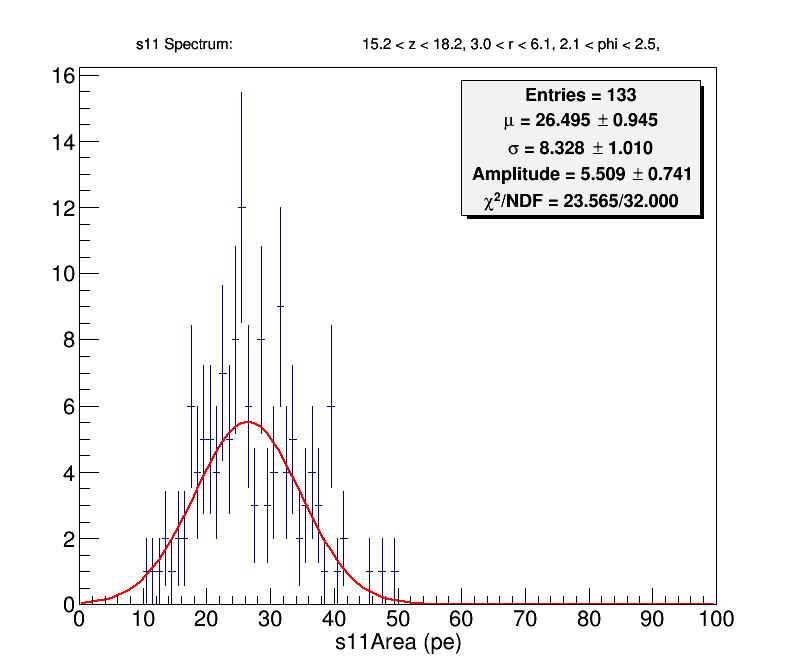 s11 Spectrum: 15.2 < z < 18.2, 3.0 < r < 6.1, 2.1 < phi < 2.5,
Entries = 133
μ = 26.495 ± 0.945
σ = 8.328 ± 1.010
Amplitude = 5.509 ± 0.741
χ²/NDF = 23.565/32.000
16
14
12
10
8
6
4
2
0
0 10 20 30 40 50 60 70 80 90 100
s11Area (pe)